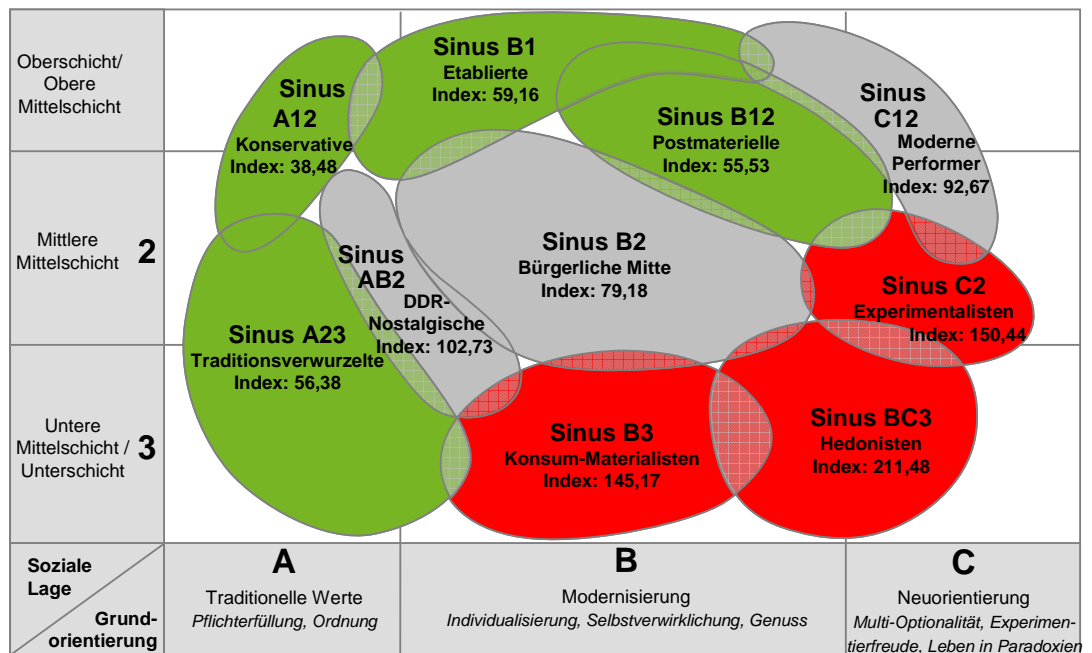 Oberschicht/
Obere
Mittelschicht
Mittlere
Mittelschicht 2
Untere
Mittelschicht /
Unterschicht 3
Sinus
A12
Konservative
Index: 38,48
Sinus B1
Etablierte
Index: 59,16
Sinus B12
Postmaterielle
Index: 55,53
Sinus
C12
Moderne
Performer
Index: 92,67
Sinus
AB2
DDR-
Nostalgische
Index: 102,73
Sinus B2
Bürgerliche Mitte
Index: 79,18
Sinus C2
Experimentalisten
Index: 150,44
Sinus A23
Traditionsverwurzelte
Index: 56,38
Sinus B3
Konsum-Materialisten
Index: 145,17
Sinus BC3
Hedonisten
Index: 211,48
Soziale
Lage
Grund-
orientierung
A
Traditionelle Werte
Pflichterfüllung, Ordnung
B
Modernisierung
Individualisierung, Selbstverwirklichung, Genuss
C
Neuorientierung
Multi-Optionalität, Experimen-
tierfreude, Leben in Paradoxien